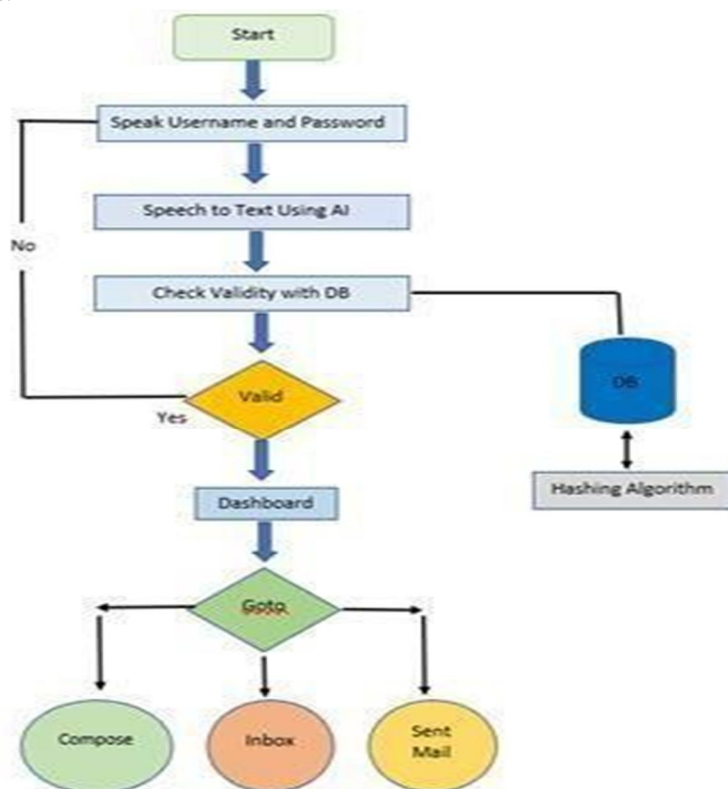 Start
Speak Username and Password
Speech to Text Using AI
No
Check Validity with DB
DB
Valid
Yes
Hashing Algorithm
Dashboard
Goto
Compose
Inbox
Sent
Mail